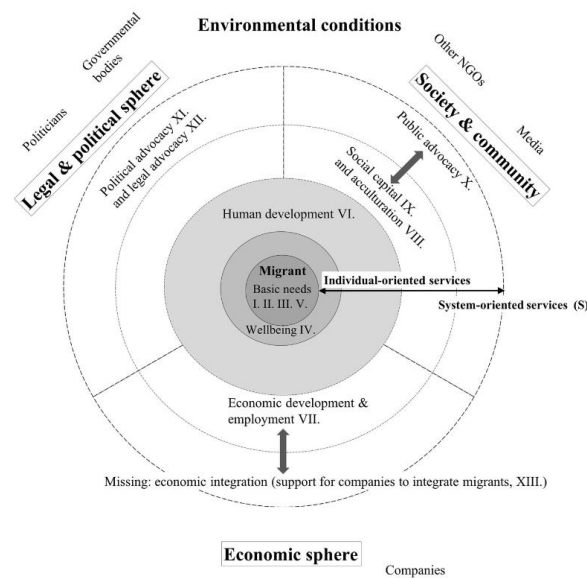 Environmental conditions
Governmental
bodies
Politicians
Legal & political sphere
Political advocacy XI.
and legal advocacy XII.
Other NGOs
Media
Society & community
Public advocacy X.
Social capital IX.
and acculturation VIII.
Human development VI.
Migrant
Basic needs
I. II. III. V.
Wellbeing IV.
Individual-oriented services
System-oriented services (S)
Economic development &
employment VII.
Missing: economic integration (support for companies to integrate migrants, XIII.)
Economic sphere
Companies